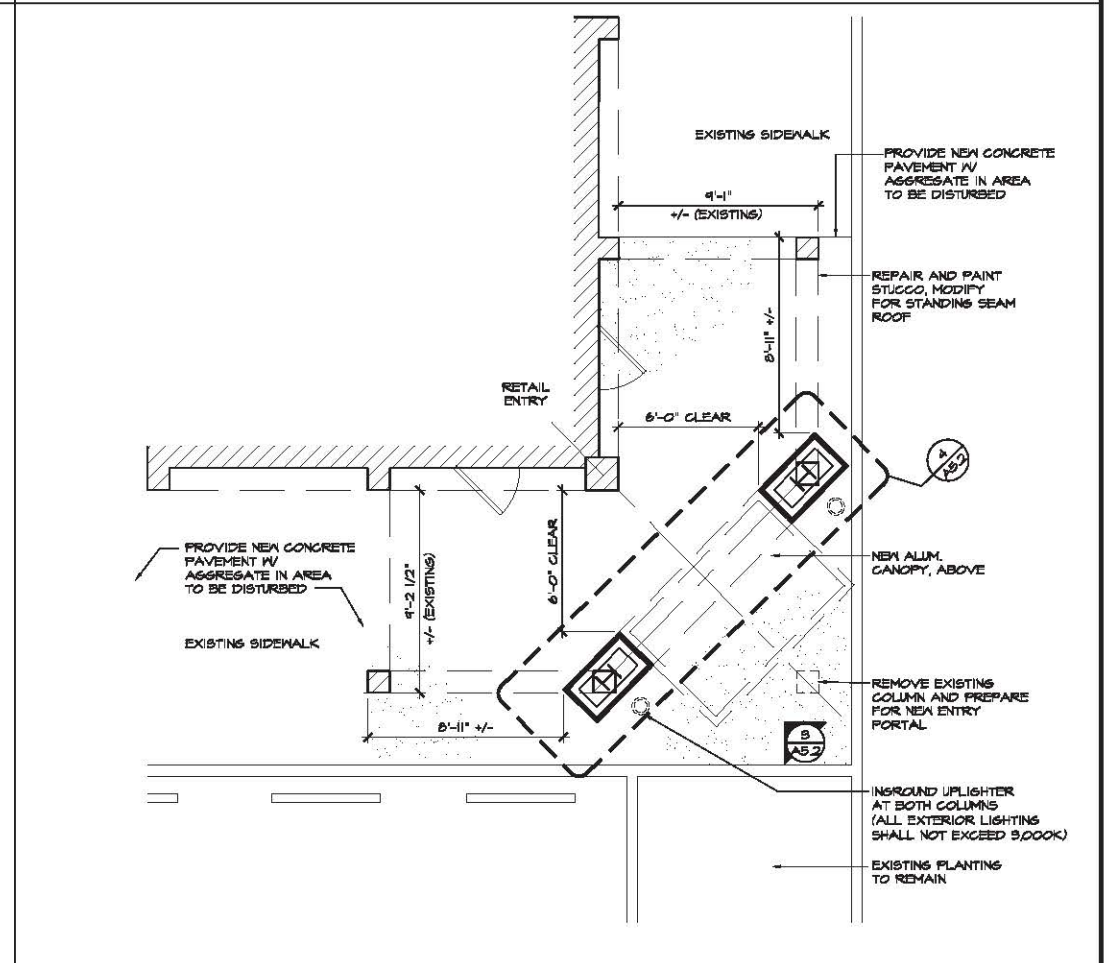 EXISTING SIDEWALK
PROVIDE NEW CONCRETE
PAVEMENT W/
AGGREGATE IN AREA
TO BE DISTURBED
9'-1"
+/- (EXISTING)
REPAIR AND PAINT
STUCCO, MODIFY
FOR STANDING SEAM
ROOF
8'-11" +/-
RETAIL
ENTRY
6'-0" CLEAR
4
A5.2
PROVIDE NEW CONCRETE
PAVEMENT W/
AGGREGATE IN AREA
TO BE DISTURBED
9'-2 1/2"
+/- (EXISTING)
6'-0" CLEAR
NEW ALUM.
CANOPY, ABOVE
EXISTING SIDEWALK
REMOVE EXISTING
COLUMN AND PREPARE
FOR NEW ENTRY
PORTAL
8'-11" +/-
3
A5.2
INGROUND UPLIGHTER
AT BOTH COLUMNS
(ALL EXTERIOR LIGHTING
SHALL NOT EXCEED 3,000K)
EXISTING PLANTING
TO REMAIN